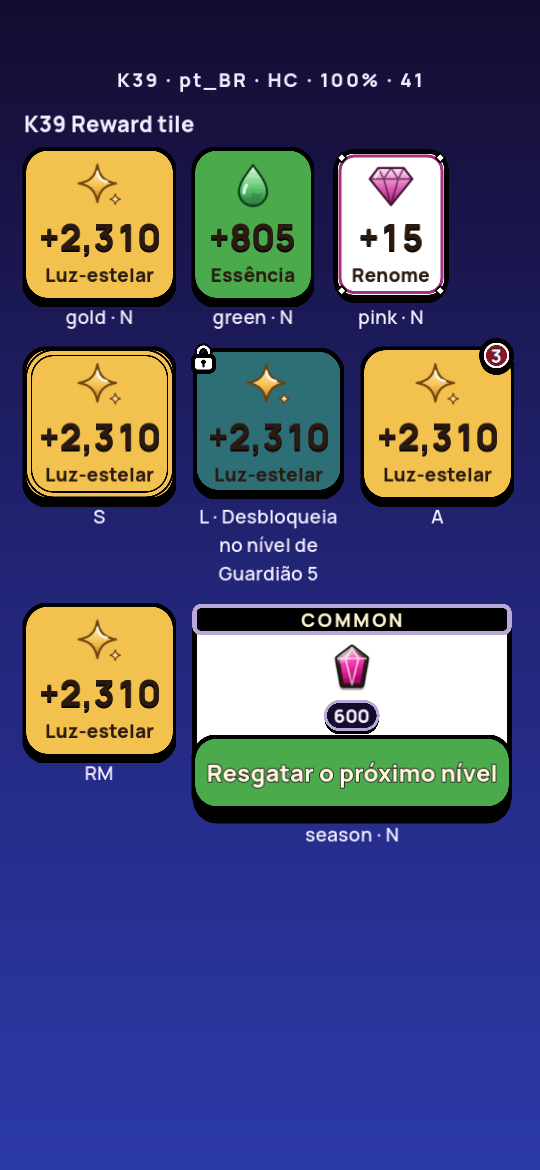 K39 · pt_BR · HC · 100% · 41
K39 Reward tile
+2,310
Luz-estelar
gold · N
+805
Essência
green · N
+15
Renome
pink · N
+2,310
Luz-estelar
S
+2,310
Luz-estelar
L · Desbloqueia
no nível de
Guardião 5
3
+2,310
Luz-estelar
A
+2,310
Luz-estelar
RM
COMMON
600
Resgatar o próximo nível
season · N